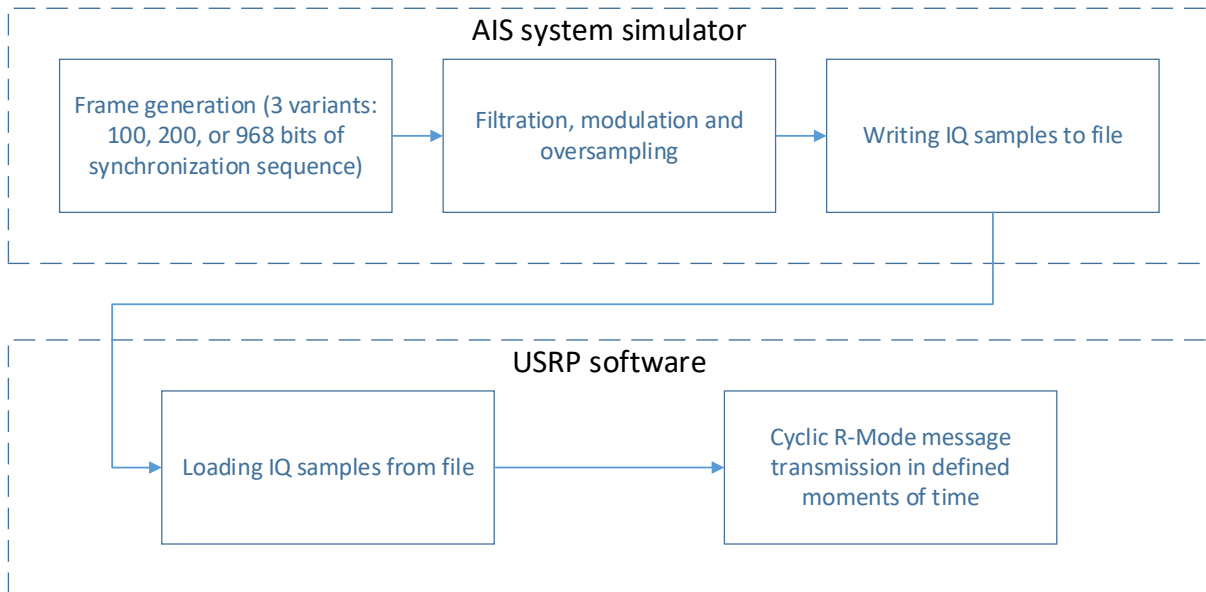 AIS system simulator
Frame generation (3 variants:
100, 200, or 968 bits of
synchronization sequence)
Filtration, modulation and
oversampling
Writing IQ samples to file
USRP software
Loading IQ samples from file
Cyclic R-Mode message
transmission in defined
moments of time